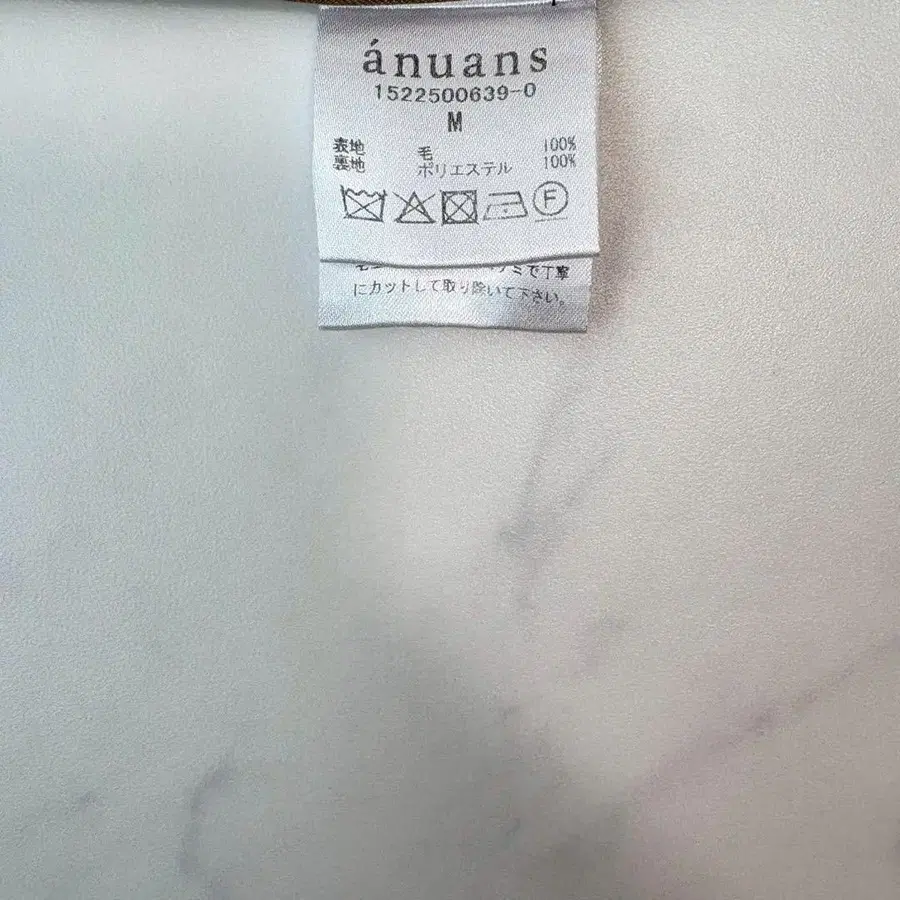 ánuans
1522500639-0
M
表地 毛 100%
裏地 ポリエステル 100%
F
で丁寧
にカットして取り除いて下さい。